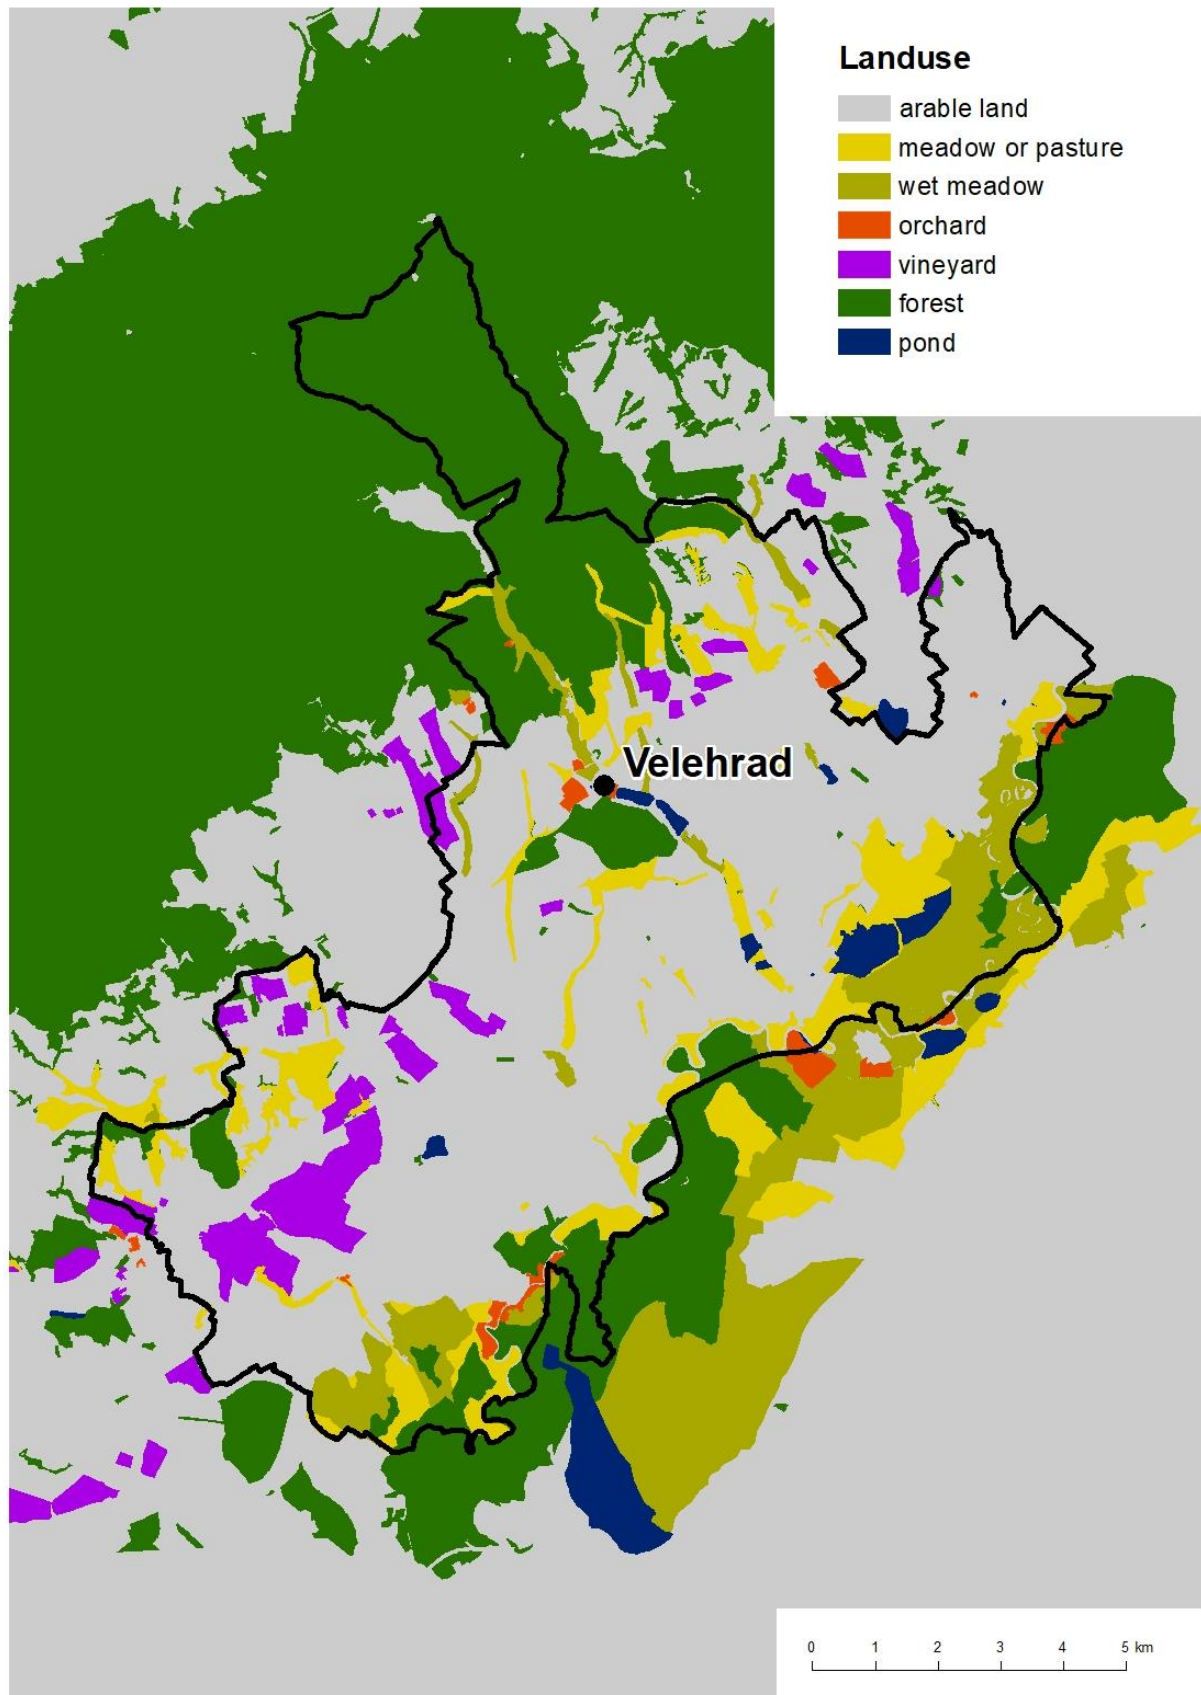 Landuse
arable land
meadow or pasture
wet meadow
orchard
vineyard
forest
pond
Velehrad
0 1 2 3 4 5 km